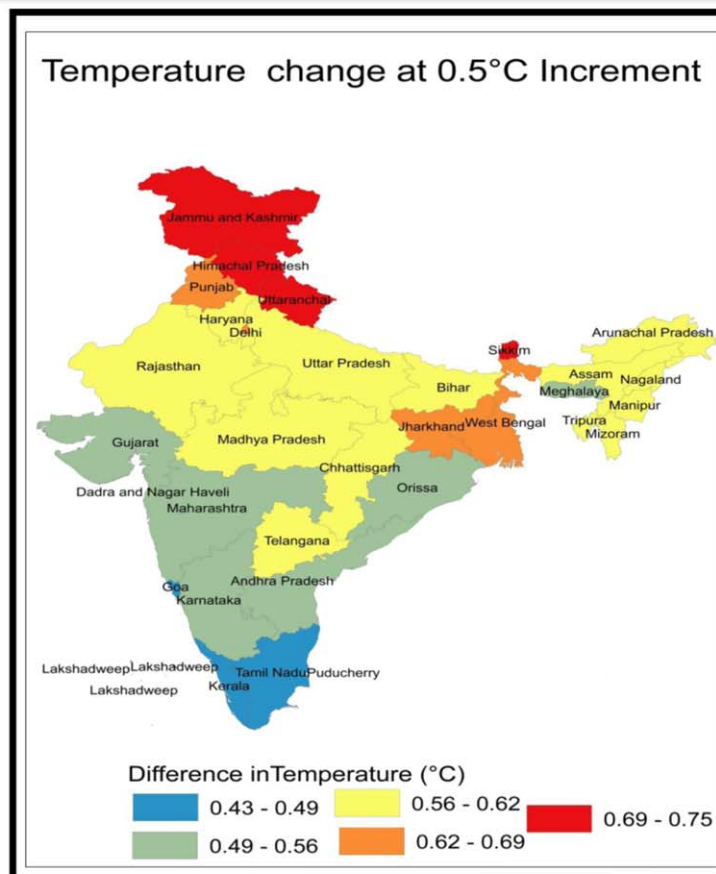 Temperature change at 0.5°C Increment
Jammu and Kashmir
Himachal Pradesh
Punjab
Uttaranchal
Haryana
Delhi
Arunachal Pradesh
Sikkim
Rajasthan
Uttar Pradesh
Assam
Nagaland
Bihar
Meghalaya
Manipur
Jharkhand
West Bengal
Tripura
Mizoram
Gujarat
Madhya Pradesh
Chhattisgarh
Dadra and Nagar Haveli
Orissa
Maharashtra
Telangana
Andhra Pradesh
Goa
Karnataka
Lakshadweep
Lakshadweep
Tamil Nadu
Puducherry
Kerala
Lakshadweep
Difference inTemperature (°C)
0.43 - 0.49
0.56 - 0.62
0.69 - 0.75
0.49 - 0.56
0.62 - 0.69